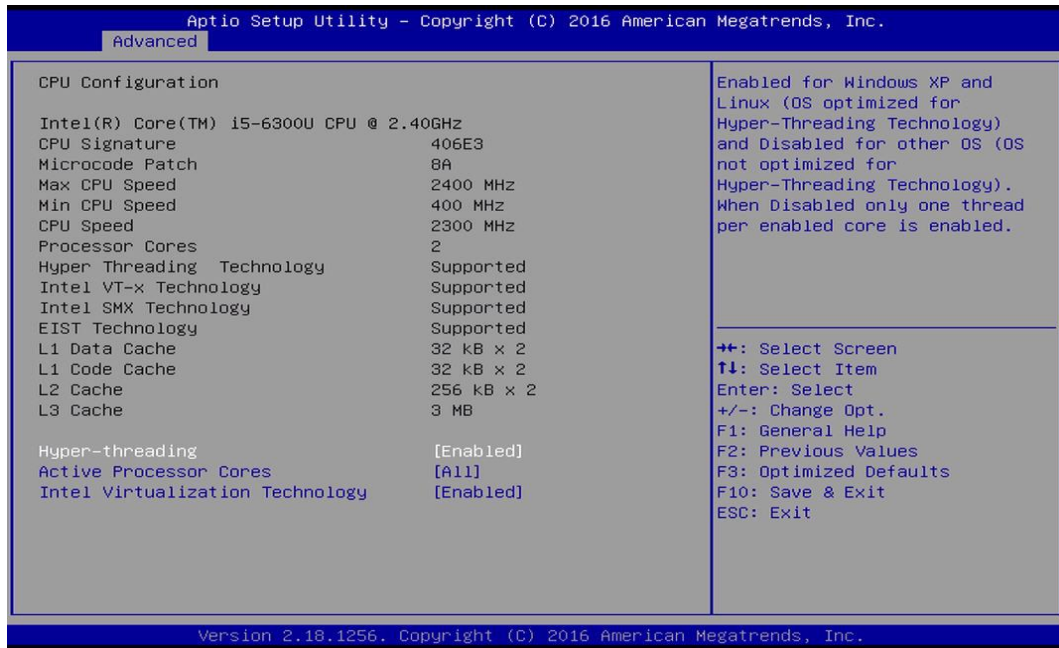 Aptio Setup Utility – Copyright (C) 2016 American Megatrends, Inc.
Advanced
CPU Configuration
Intel(R) Core(TM) i5-6300U CPU @ 2.40GHz
CPU Signature 406E3
Microcode Patch 8A
Max CPU Speed 2400 MHz
Min CPU Speed 400 MHz
CPU Speed 2300 MHz
Processor Cores 2
Hyper Threading Technology Supported
Intel VT-x Technology Supported
Intel SMX Technology Supported
EIST Technology Supported
L1 Data Cache 32 kB x 2
L1 Code Cache 32 kB x 2
L2 Cache 256 kB x 2
L3 Cache 3 MB
Hyper-threading [Enabled]
Active Processor Cores [All]
Intel Virtualization Technology [Enabled]
Enabled for Windows XP and
Linux (OS optimized for
Hyper-Threading Technology)
and Disabled for other OS (OS
not optimized for
Hyper-Threading Technology).
When Disabled only one thread
per enabled core is enabled.
→←: Select Screen
↑↓: Select Item
Enter: Select
+/-: Change Opt.
F1: General Help
F2: Previous Values
F3: Optimized Defaults
F10: Save & Exit
ESC: Exit
Version 2.18.1256. Copyright (C) 2016 American Megatrends, Inc.